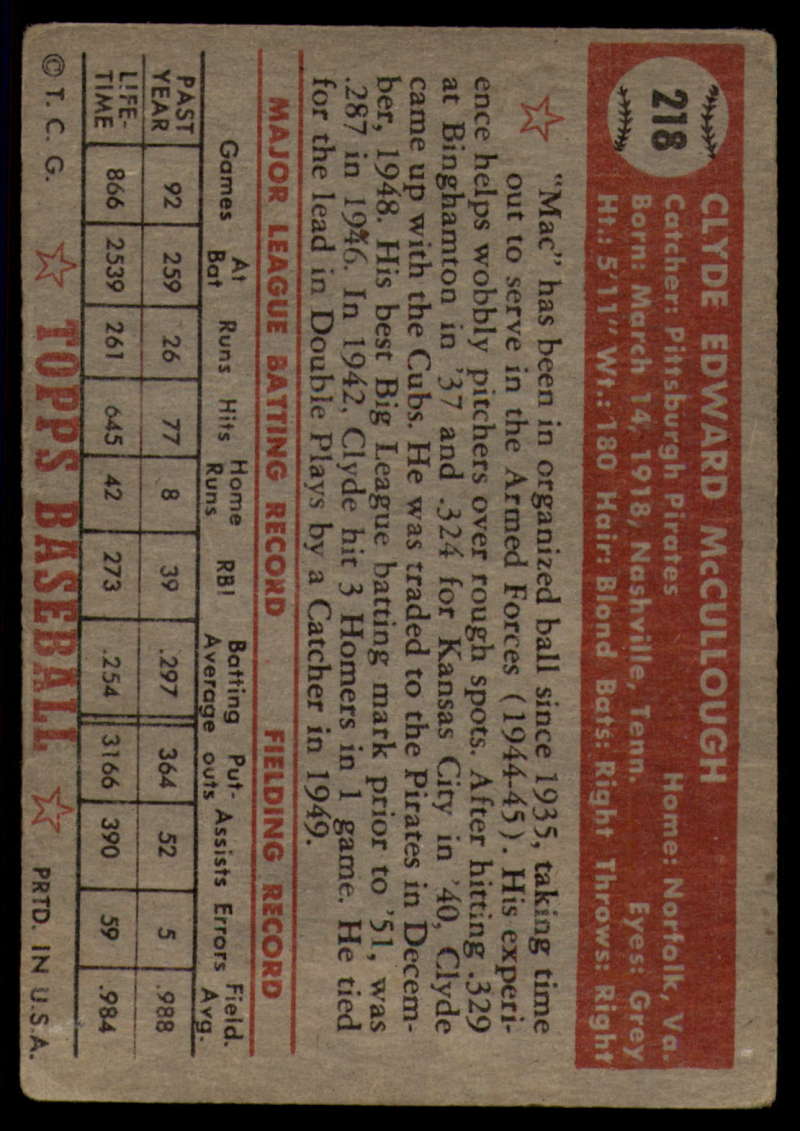 218
CLYDE EDWARD McCULLOUGH
Catcher: Pittsburgh Pirates Home: Norfolk, Va.
Born: March 14, 1918, Nashville, Tenn. Eyes: Grey
Ht.: 5'11" Wt.: 180 Hair: Blond Bats: Right Throws: Right
"Mac" has been in organized ball since 1935, taking time
out to serve in the Armed Forces (1944-45). His experi-
ence helps wobbly pitchers over rough spots. After hitting .329
at Binghamton in '37 and .324 for Kansas City in '40, Clyde
came up with the Cubs. He was traded to the Pirates in Decem-
ber, 1948. His best Big League batting mark prior to '51, was
.287 in 1946. In 1942, Clyde hit 3 Homers in 1 game. He tied
for the lead in Double Plays by a Catcher in 1949.
MAJOR LEAGUE BATTING RECORD FIELDING RECORD
Games At Bat Runs Hits Home Runs RBI Batting Average Put-outs Assists Errors Field. Avg.
PAST YEAR 92 259 26 77 8 39 .297 364 52 5 .988
LIFE-TIME 866 2539 261 645 42 273 .254 3166 390 59 .984
© T. C. G. TOPPS BASEBALL PRTD. IN U.S.A.